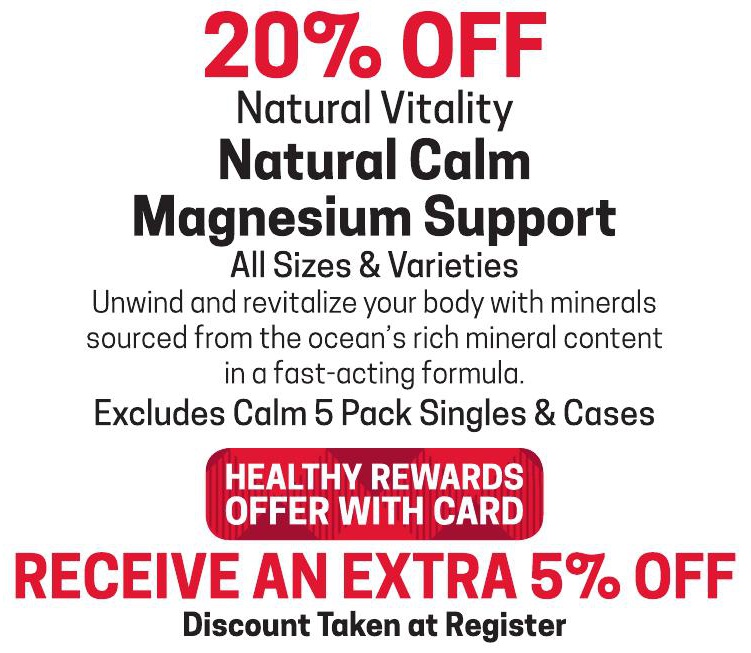 20% OFF
Natural Vitality
Natural Calm
Magnesium Support
All Sizes & Varieties
Unwind and revitalize your body with minerals
sourced from the ocean’s rich mineral content
in a fast-acting formula.
Excludes Calm 5 Pack Singles & Cases
HEALTHY REWARDS
OFFER WITH CARD
RECEIVE AN EXTRA 5% OFF
Discount Taken at Register